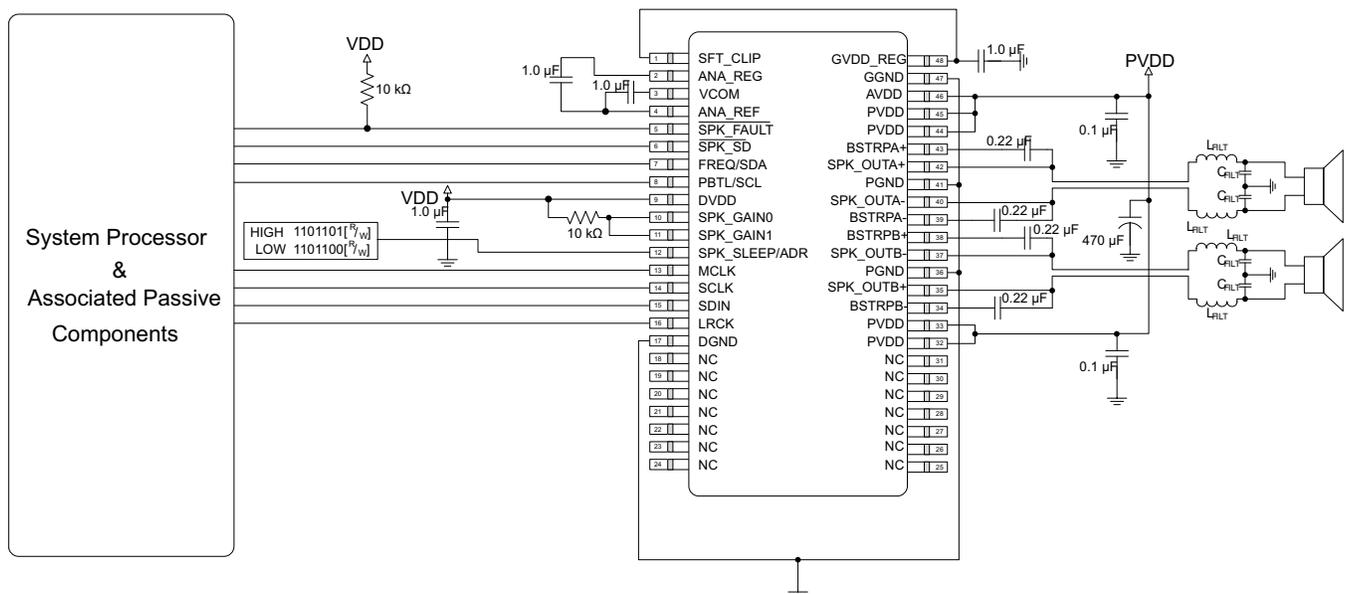 System Processor
&
Associated Passive
Components
VDD
10 kΩ
1.0 µF
1.0 µF
VDD
1.0 µF
10 kΩ
HIGH 1101101[R/W]
LOW 1101100[R/W]
1 SFT_CLIP
2 ANA_REG
3 VCOM
4 ANA_REF
5 SPK_FAULT
6 SPK_SD
7 FREQ/SDA
8 PBTL/SCL
9 DVDD
10 SPK_GAIN0
11 SPK_GAIN1
12 SPK_SLEEP/ADR
13 MCLK
14 SCLK
15 SDIN
16 LRCK
17 DGND
18 NC
19 NC
20 NC
21 NC
22 NC
23 NC
24 NC
GVDD_REG 48
GGND 47
AVDD 46
PVDD 45
PVDD 44
BSTRPA+ 43
SPK_OUTA+ 42
PGND 41
SPK_OUTA- 40
BSTRPA- 39
BSTRPB+ 38
SPK_OUTB- 37
PGND 36
SPK_OUTB+ 35
BSTRPB- 34
PVDD 33
PVDD 32
NC 31
NC 30
NC 29
NC 28
NC 27
NC 26
NC 25
1.0 µF
PVDD
0.1 µF
0.22 µF
0.22 µF
0.22 µF
0.22 µF
470 µF
0.1 µF
LFILT
CFILT
CFILT
LFILT
LFILT
CFILT
CFILT
LFILT